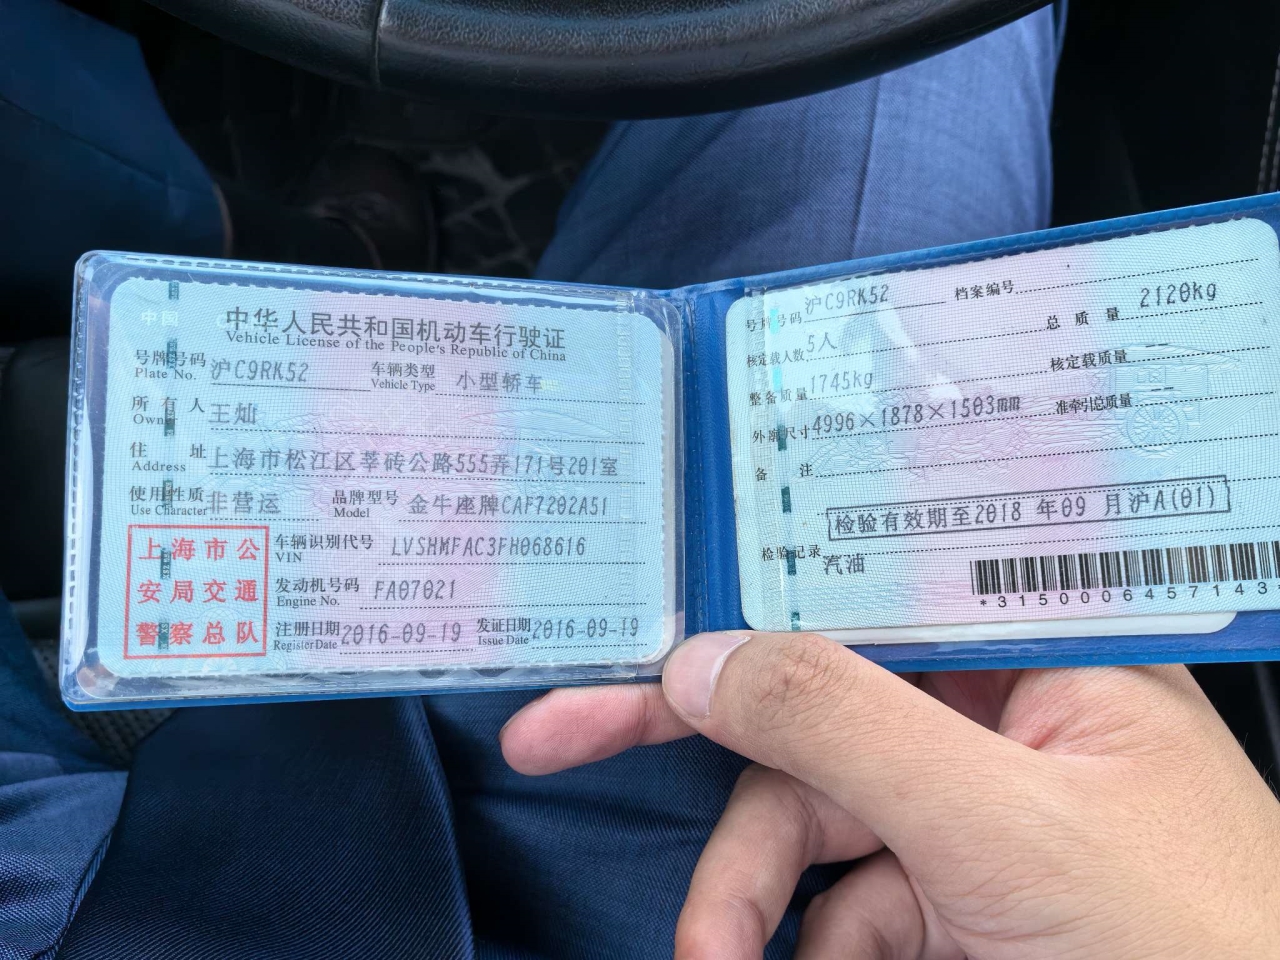 中华人民共和国机动车行驶证
Vehicle License of the People's Republic of China
号牌号码 Plate No. 沪C9RK52 车辆类型 Vehicle Type 小型轿车
所有人 Owner 王灿
住址 Address 上海市松江区莘砖公路555弄171号201室
使用性质 Use Character 非营运 品牌型号 Model 金牛座牌CAF7202A51
上海市公安局交通警察总队
车辆识别代号 VIN LVSHMFAC3FH068616
发动机号码 Engine No. FA07021
注册日期 Register Date 2016-09-19 发证日期 Issue Date 2016-09-19
号牌号码 沪C9RK52 档案编号
核定载人数 5人 总质量 2120kg
整备质量 1745kg 核定载质量 --
外廓尺寸 4996×1878×1503mm 准牵引总质量 --
备注
检验有效期至2018年09月沪A(01)
检验记录 汽油
*3150006457143